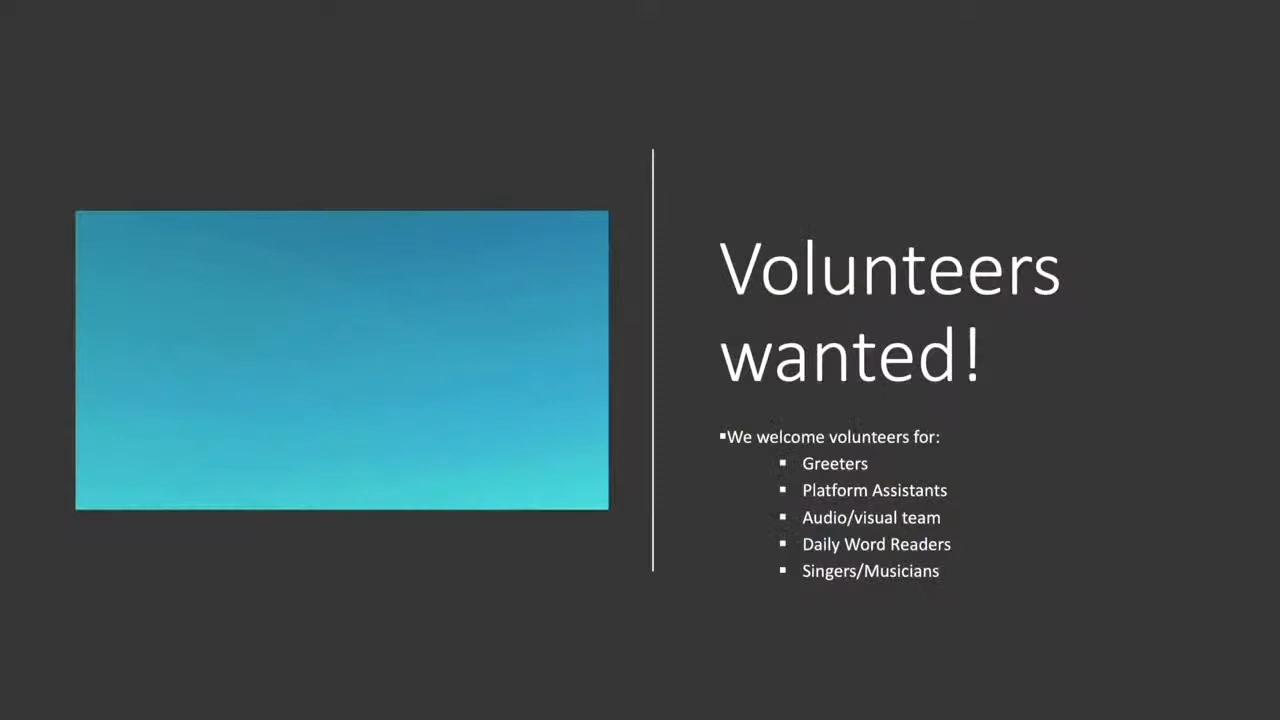 Volunteers
wanted!
▪We welcome volunteers for:
▪ Greeters
▪ Platform Assistants
▪ Audio/visual team
▪ Daily Word Readers
▪ Singers/Musicians